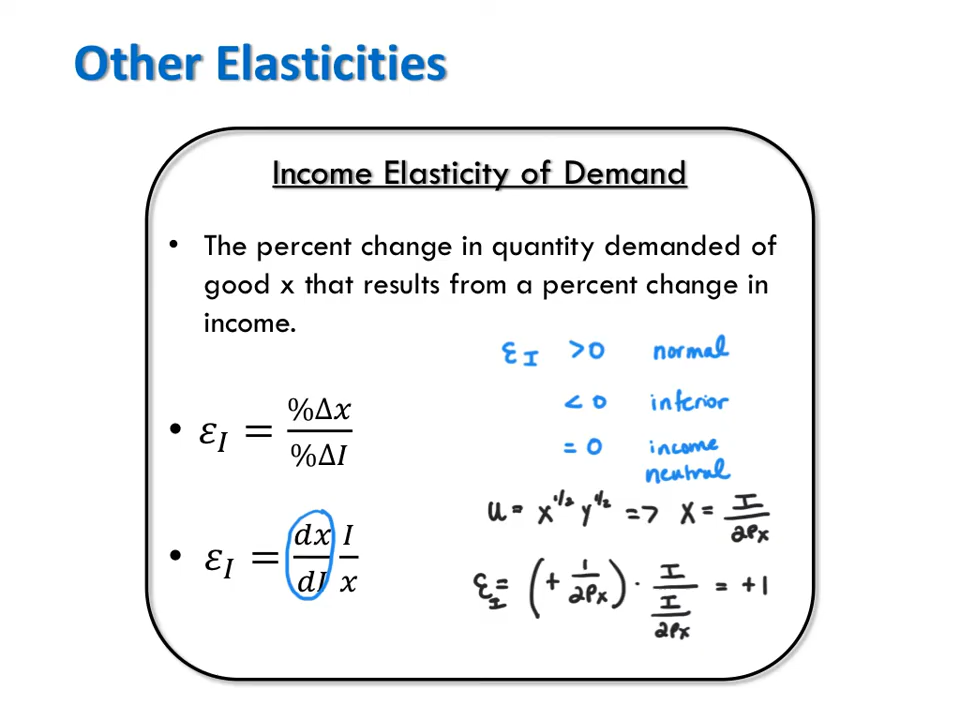 Other Elasticities
Income Elasticity of Demand
• The percent change in quantity demanded of
good x that results from a percent change in
income.
ε_I >0 normal
<0 inferior
=0 income
neutral
• ε_I = %Δx / %ΔI
u = x^1/2 y^1/2 => X = I / 2Px
• ε_I = dx/dI I/x
ε_I = (+ 1/2Px) · I / (I / 2Px) = +1